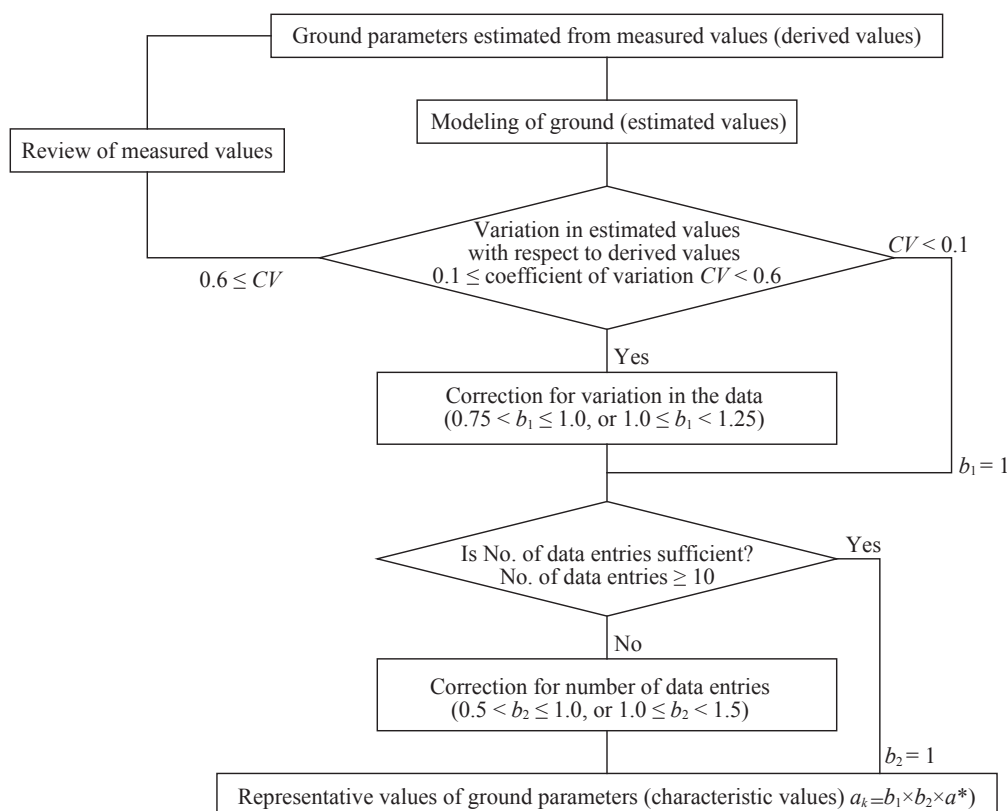 Ground parameters estimated from measured values (derived values)
Modeling of ground (estimated values)
Review of measured values
Variation in estimated values
with respect to derived values
0.1 ≤ coefficient of variation CV < 0.6
CV < 0.1
0.6 ≤ CV
Yes
Correction for variation in the data
(0.75 < b₁ ≤ 1.0, or 1.0 ≤ b₁ < 1.25)
b₁ = 1
Is No. of data entries sufficient?
No. of data entries ≥ 10
Yes
No
Correction for number of data entries
(0.5 < b₂ ≤ 1.0, or 1.0 ≤ b₂ < 1.5)
b₂ = 1
Representative values of ground parameters (characteristic values) aₖ=b₁×b₂×a*)